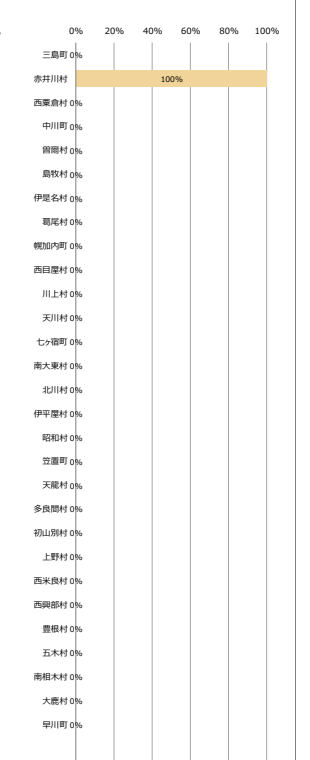 0% 20% 40% 60% 80% 100%
三島町 0%
赤井川村 100%
西粟倉村 0%
中川町 0%
曽爾村 0%
島牧村 0%
伊是名村 0%
葛尾村 0%
幌加内町 0%
西目屋村 0%
川上村 0%
天川村 0%
七ヶ宿町 0%
南大東村 0%
北川村 0%
伊平屋村 0%
昭和村 0%
笠置町 0%
天龍村 0%
多良間村 0%
初山別村 0%
上野村 0%
西米良村 0%
西興部村 0%
豊根村 0%
五木村 0%
南相木村 0%
大鹿村 0%
早川町 0%